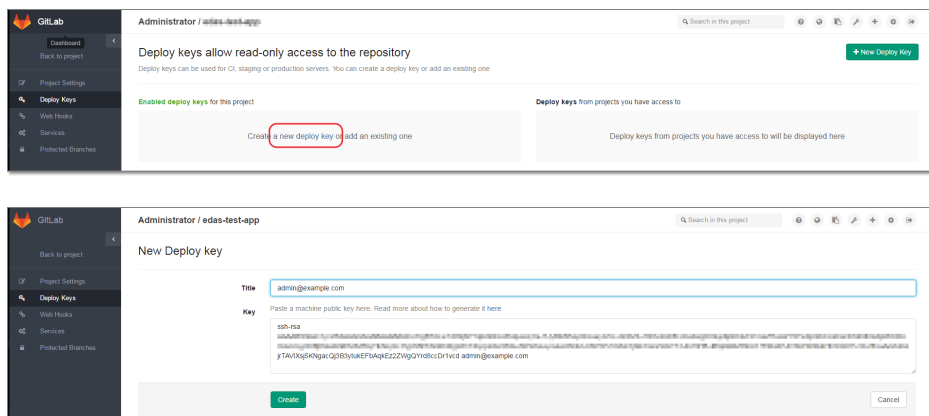 GitLab
Administrator /
Search in this project
Dashboard
Back to project
Deploy keys allow read-only access to the repository
+ New Deploy Key
Deploy keys can be used for CI, staging or production servers. You can create a deploy key or add an existing one
Project Settings
Deploy Keys
Web Hooks
Services
Protected Branches
Enabled deploy keys for this project
Deploy keys from projects you have access to
Create a new deploy key or add an existing one
Deploy keys from projects you have access to will be displayed here
GitLab
Administrator / edas-test-app
Search in this project
Back to project
New Deploy key
Project Settings
Deploy Keys
Web Hooks
Services
Protected Branches
Title
admin@example.com
Key
Paste a machine public key here. Read more about how to generate it here
ssh-rsa
admin@example.com
Create
Cancel